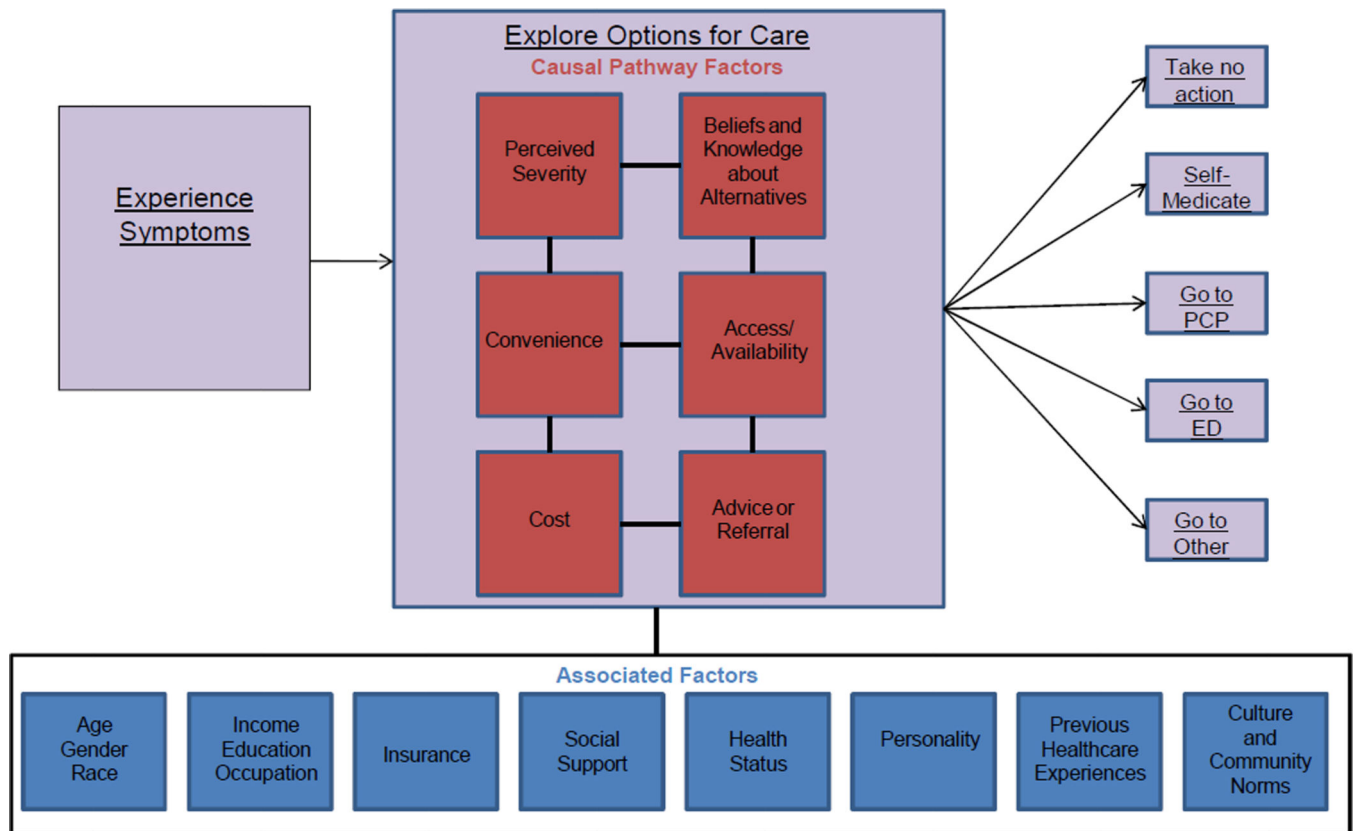 Explore Options for Care
Causal Pathway Factors
Experience
Symptoms
Perceived
Severity
Beliefs and
Knowledge
about
Alternatives
Convenience
Access/
Availability
Cost
Advice or
Referral
Take no
action
Self-
Medicate
Go to
PCP
Go to
ED
Go to
Other
Associated Factors
Age
Gender
Race
Income
Education
Occupation
Insurance
Social
Support
Health
Status
Personality
Previous
Healthcare
Experiences
Culture
and
Community
Norms